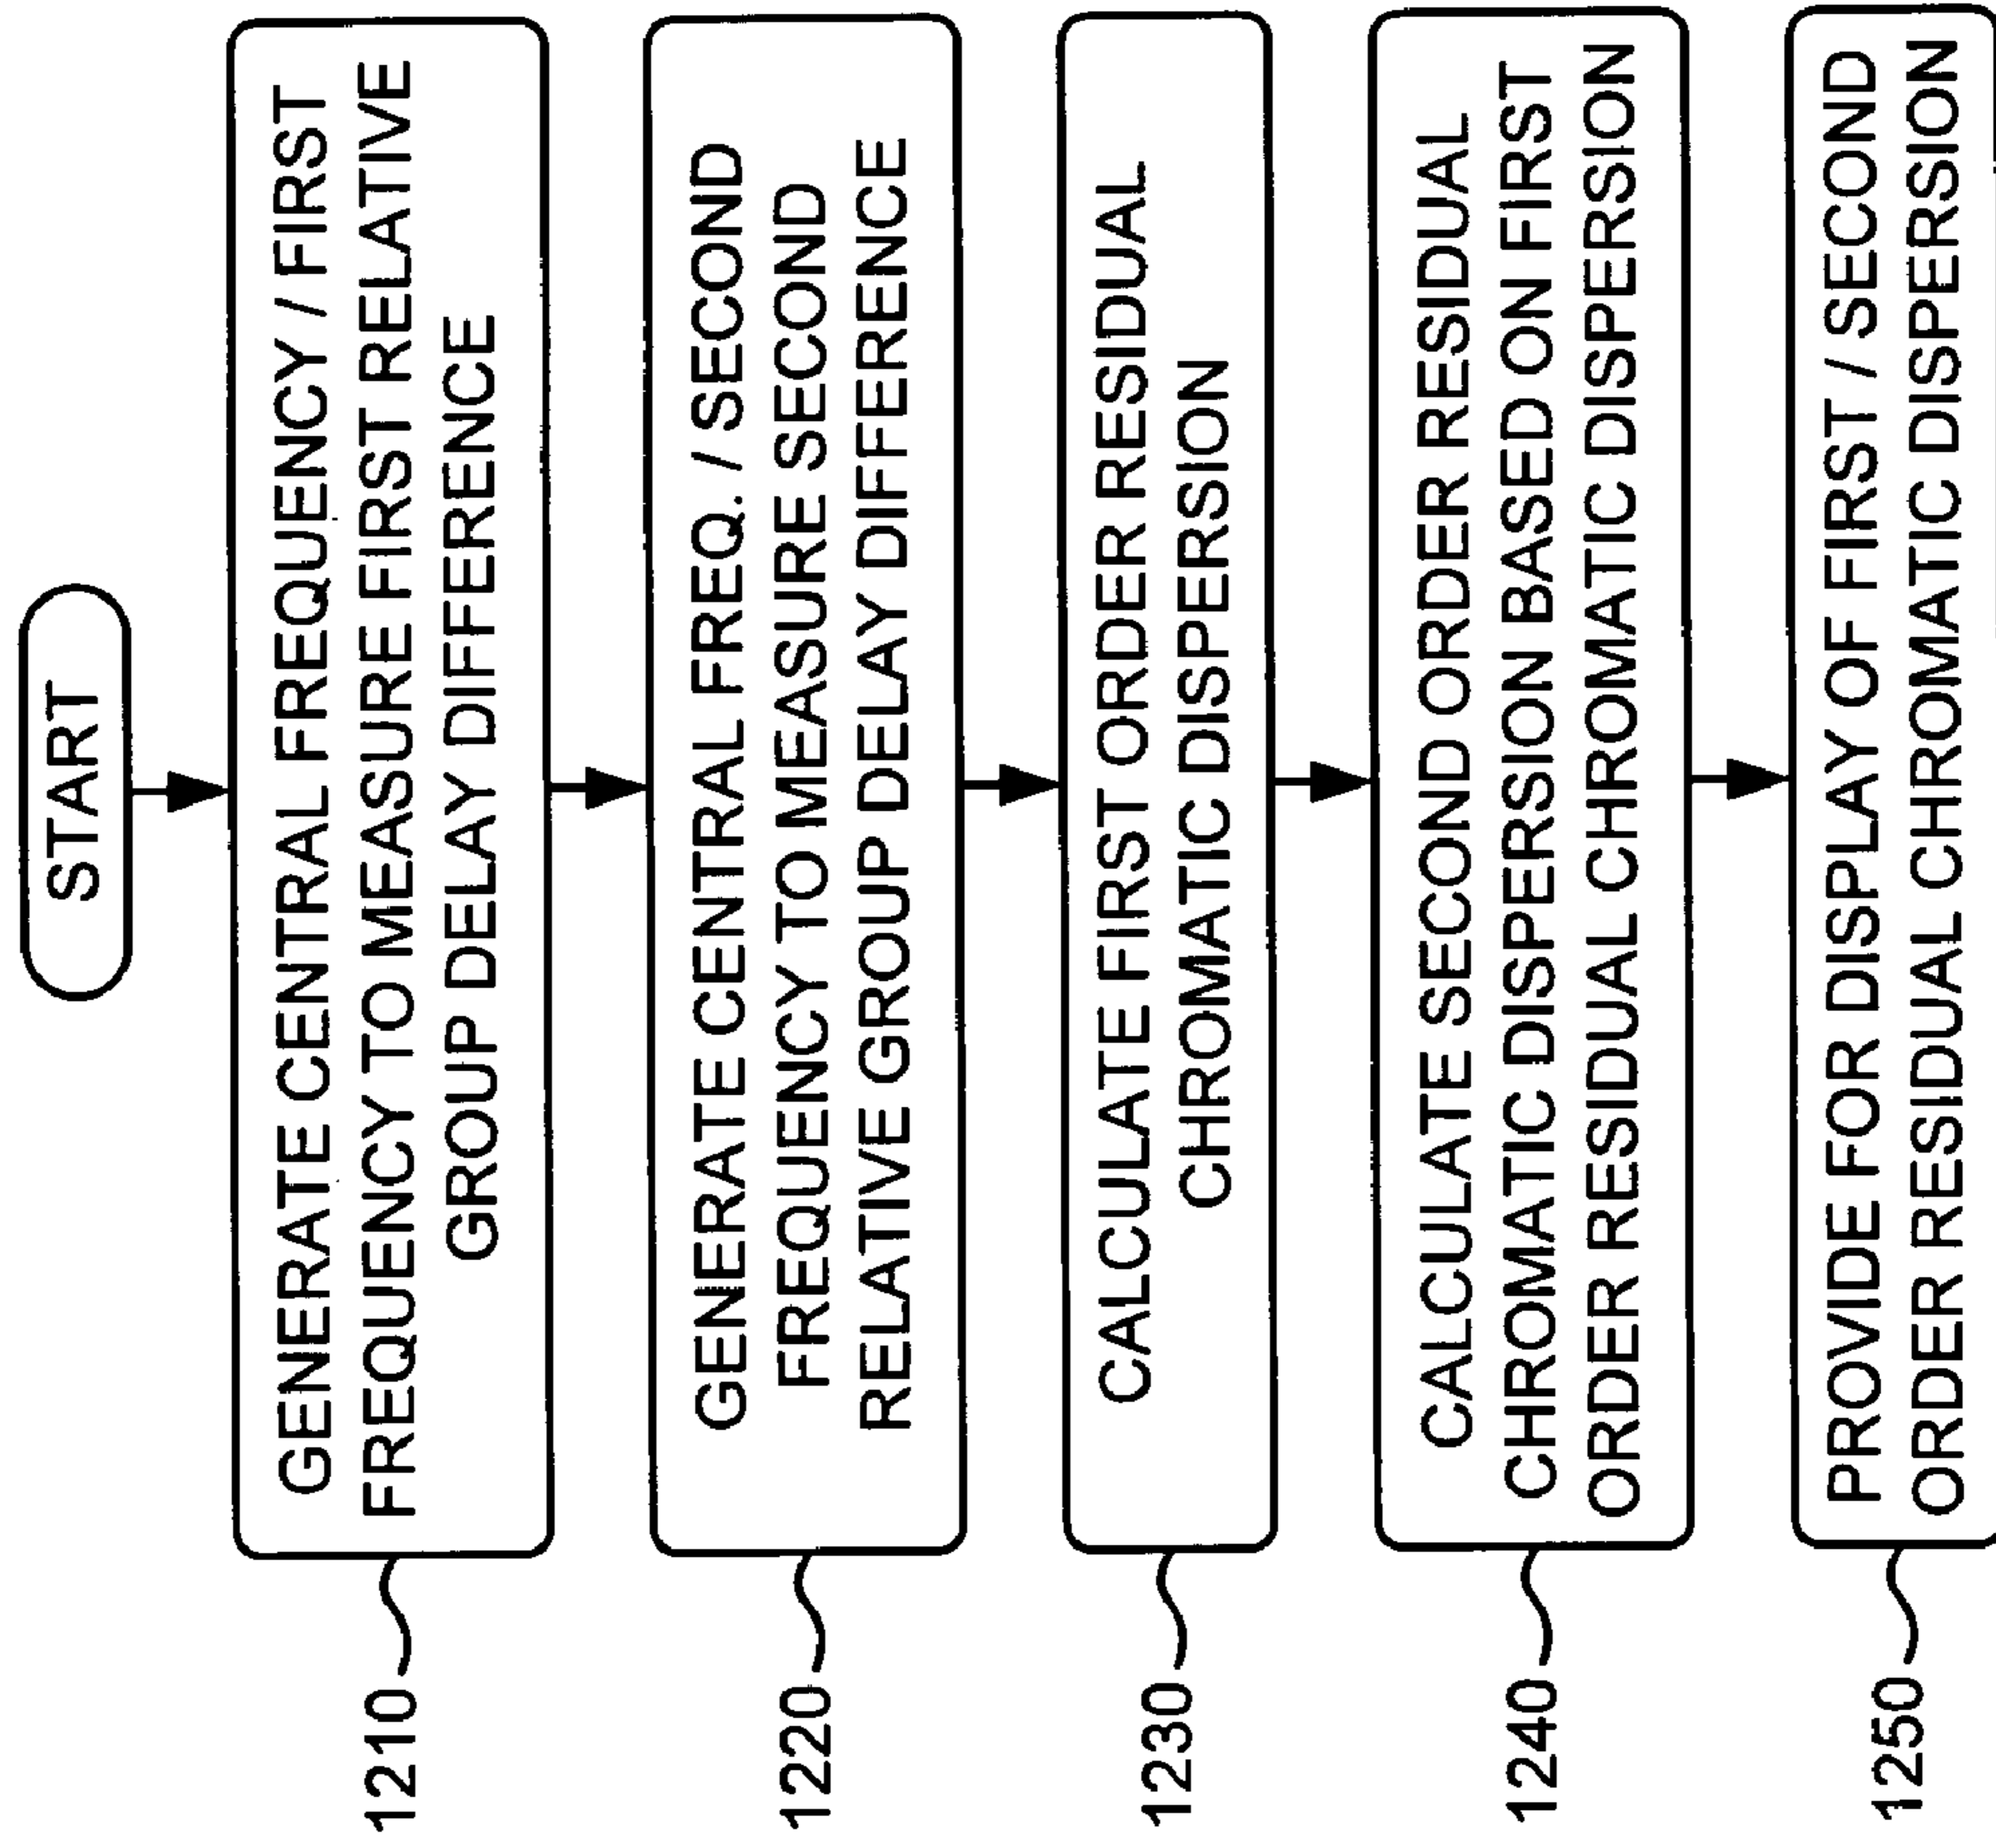 START
GENERATE CENTRAL FREQUENCY / FIRST
FREQUENCY TO MEASURE FIRST RELATIVE
GROUP DELAY DIFFERENCE
1210
GENERATE CENTRAL FREQ. / SECOND
FREQUENCY TO MEASURE SECOND
RELATIVE GROUP DELAY DIFFERENCE
1220
CALCULATE FIRST ORDER RESIDUAL
CHROMATIC DISPERSION
1230
CALCULATE SECOND ORDER RESIDUAL
CHROMATIC DISPERSION BASED ON FIRST
ORDER RESIDUAL CHROMATIC DISPERSION
1240
PROVIDE FOR DISPLAY OF FIRST / SECOND
ORDER RESIDUAL CHROMATIC DISPERSION
1250